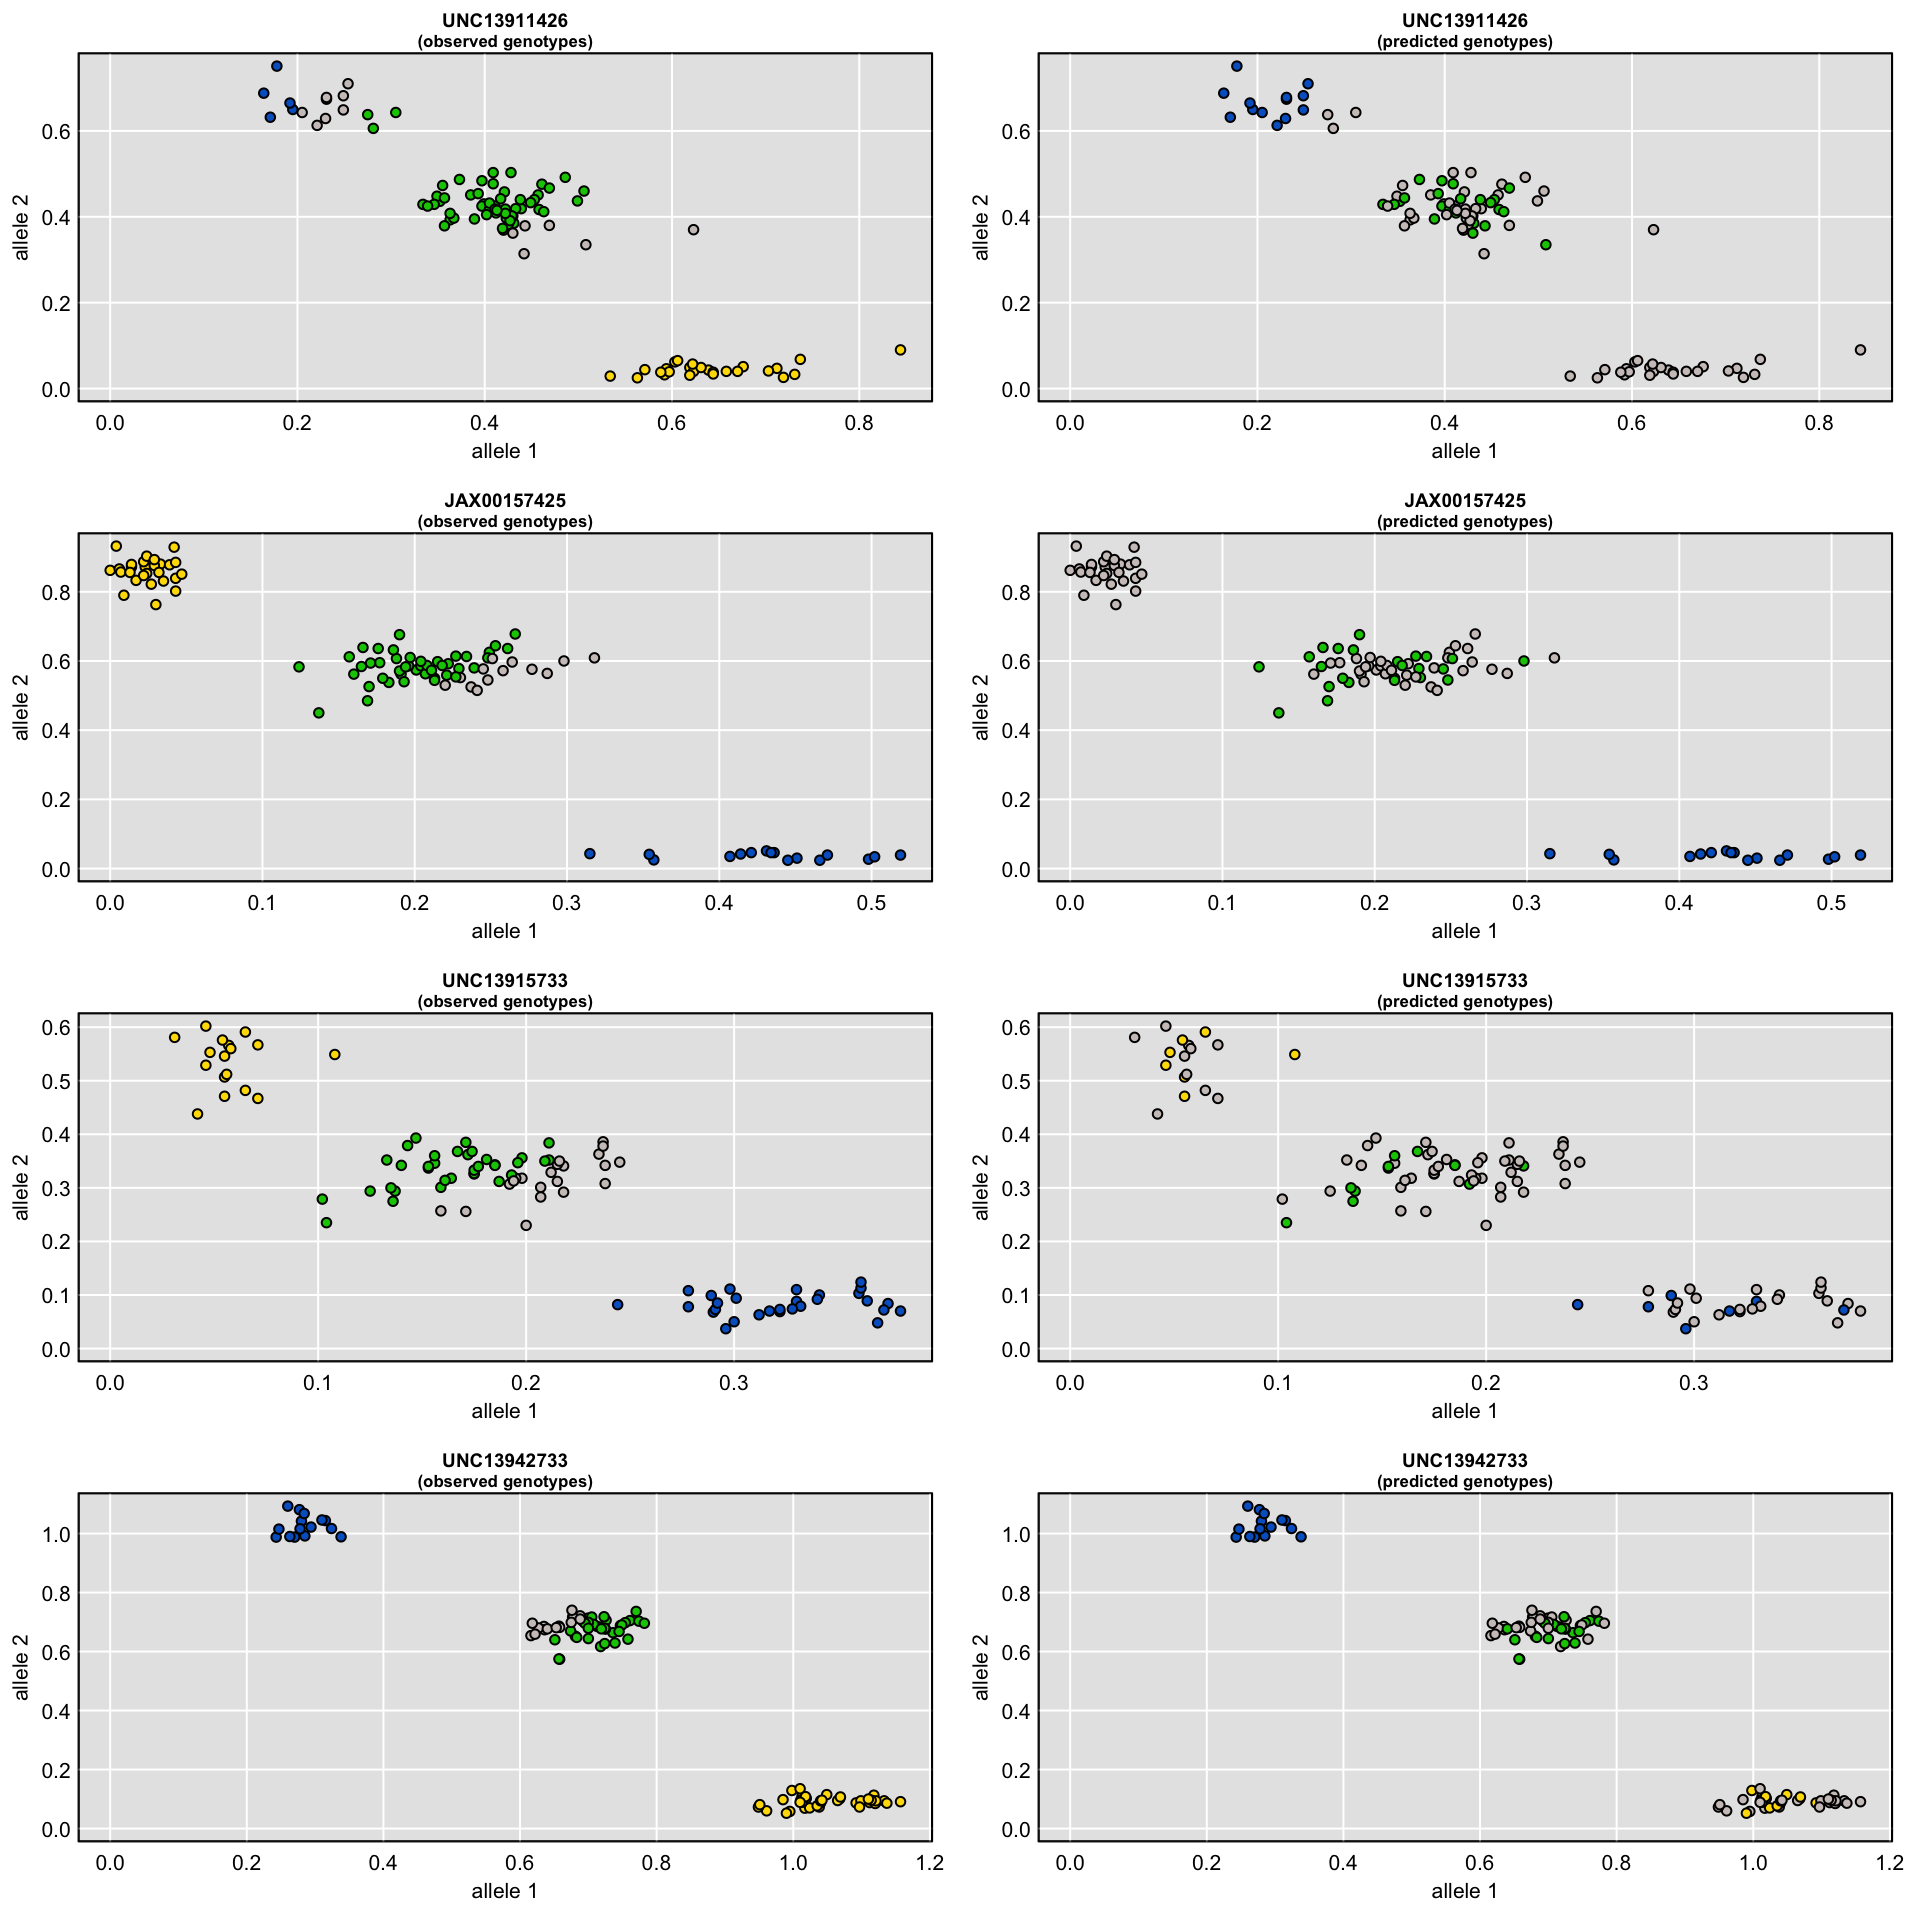 UNC13911426
(observed genotypes)
allele 2
0.6
0.4
0.2
0.0
0.0 0.2 0.4 0.6 0.8
allele 1
UNC13911426
(predicted genotypes)
allele 2
0.6
0.4
0.2
0.0
0.0 0.2 0.4 0.6 0.8
allele 1
JAX00157425
(observed genotypes)
allele 2
0.8
0.6
0.4
0.2
0.0
0.0 0.1 0.2 0.3 0.4 0.5
allele 1
JAX00157425
(predicted genotypes)
allele 2
0.8
0.6
0.4
0.2
0.0
0.0 0.1 0.2 0.3 0.4 0.5
allele 1
UNC13915733
(observed genotypes)
allele 2
0.6
0.5
0.4
0.3
0.2
0.1
0.0
0.0 0.1 0.2 0.3
allele 1
UNC13915733
(predicted genotypes)
allele 2
0.6
0.5
0.4
0.3
0.2
0.1
0.0
0.0 0.1 0.2 0.3
allele 1
UNC13942733
(observed genotypes)
allele 2
1.0
0.8
0.6
0.4
0.2
0.0
0.0 0.2 0.4 0.6 0.8 1.0 1.2
allele 1
UNC13942733
(predicted genotypes)
allele 2
1.0
0.8
0.6
0.4
0.2
0.0
0.0 0.2 0.4 0.6 0.8 1.0 1.2
allele 1